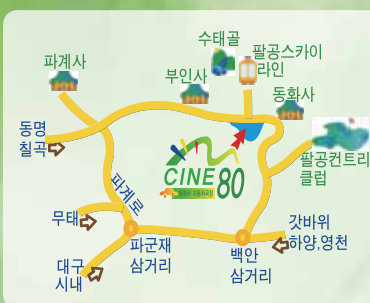 수태골
팔공스카이
라인
파계사
부인사
동화사
동명
칠곡
팔공컨트리
클럽
CINE80
파계로
무태
갓바위
하양,영천
파군재
삼거리
백안
삼거리
대구
시내